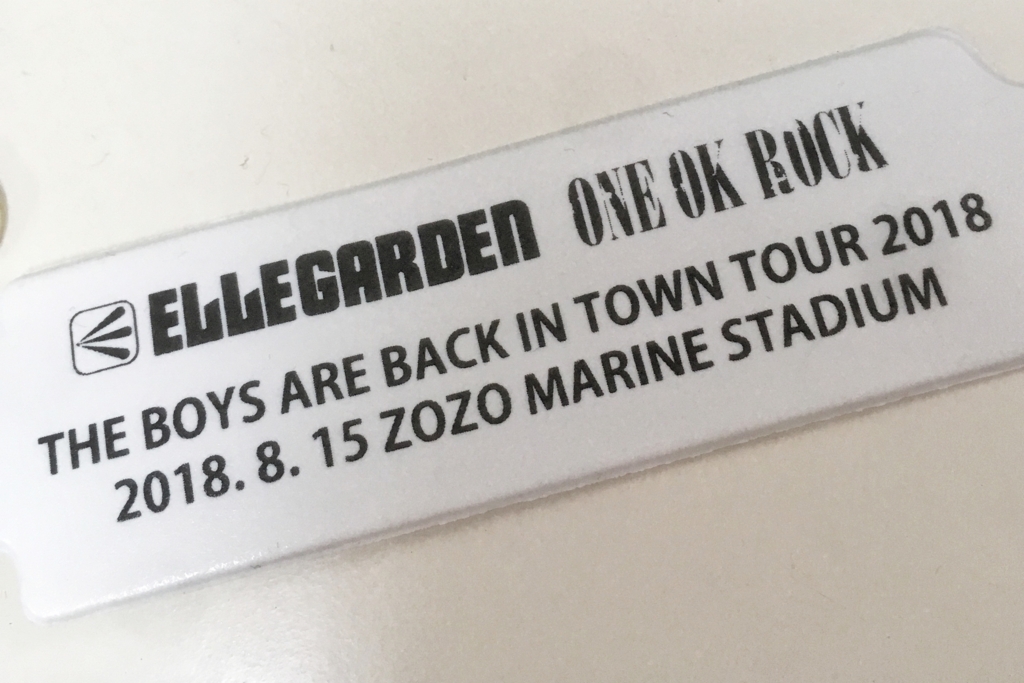 ELLEGARDEN ONE OK ROCK
THE BOYS ARE BACK IN TOWN TOUR 2018
2018. 8. 15 ZOZO MARINE STADIUM